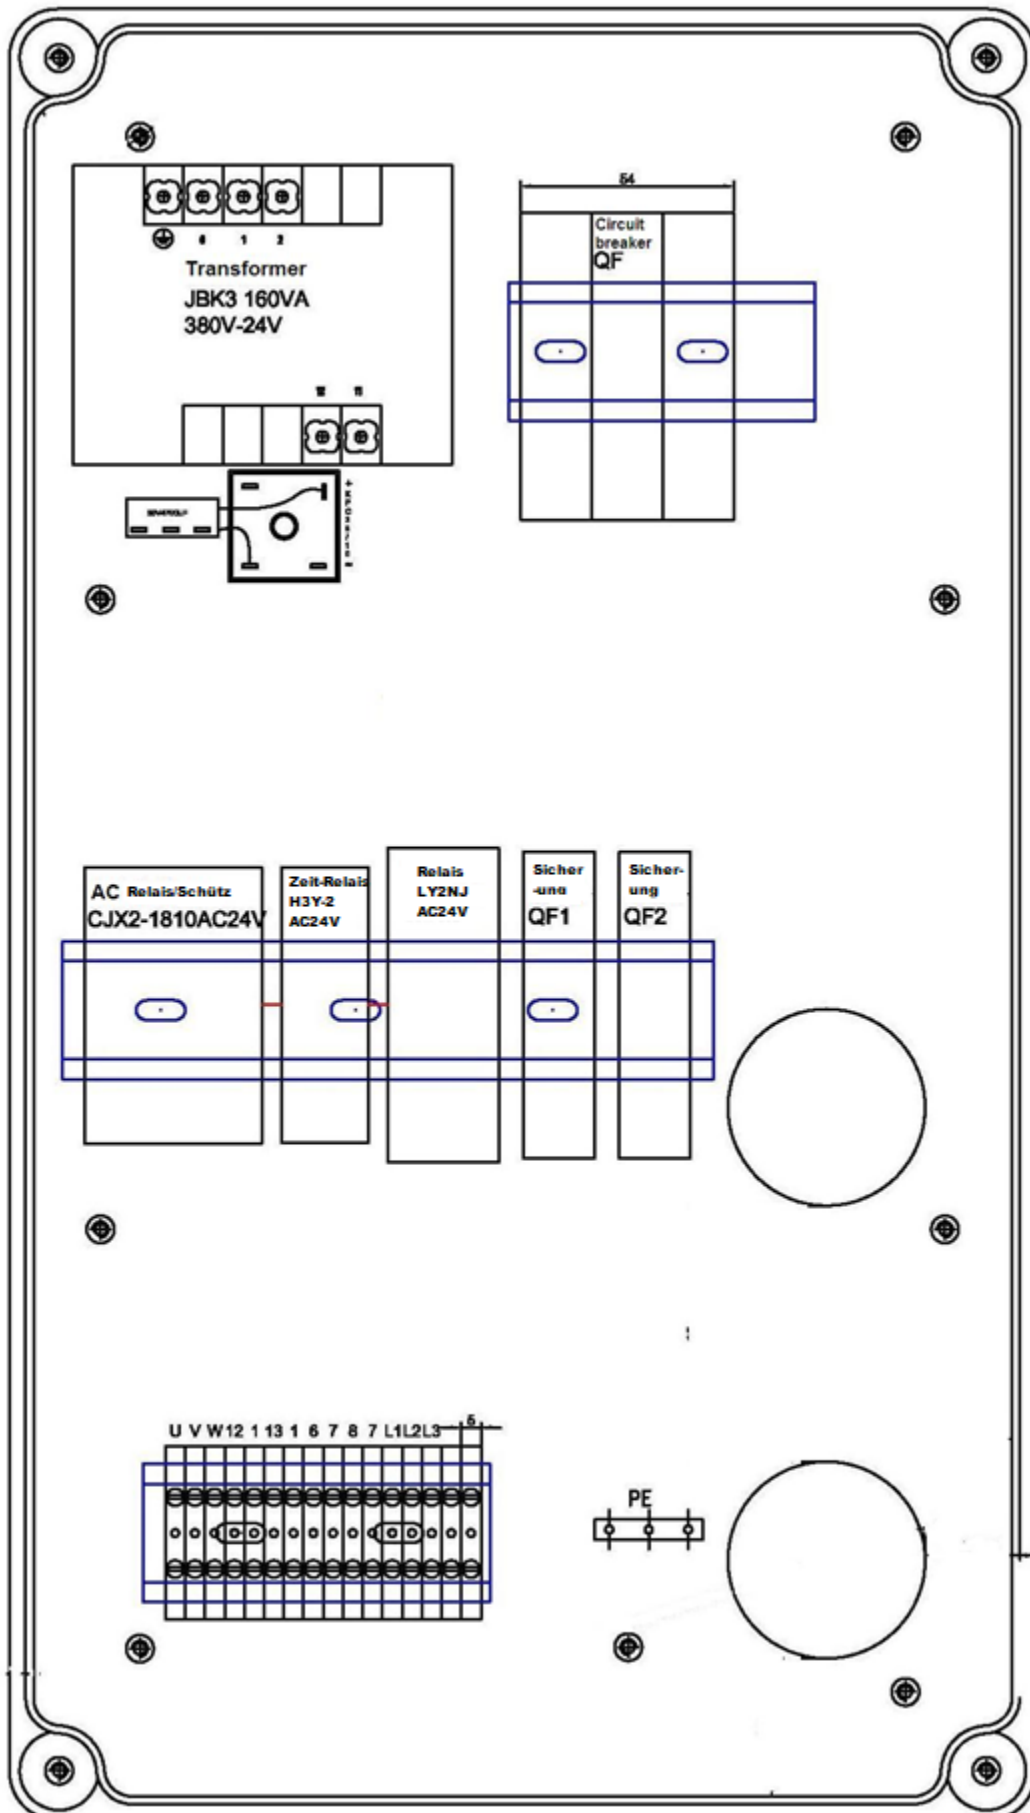 54
Circuit
breaker
QF
1 2
Transformer
JBK3 160VA
380V-24V
11
AC Relais/Schütz
CJX2-1810AC24V
Zeit-Relais
H3Y-2
AC24V
Relais
LY2NJ
AC24V
Sicher
-ung
QF1
Sicher-
ung
QF2
U V W 12 1 13 1 6 7 8 7 L1 L2 L3 5
PE